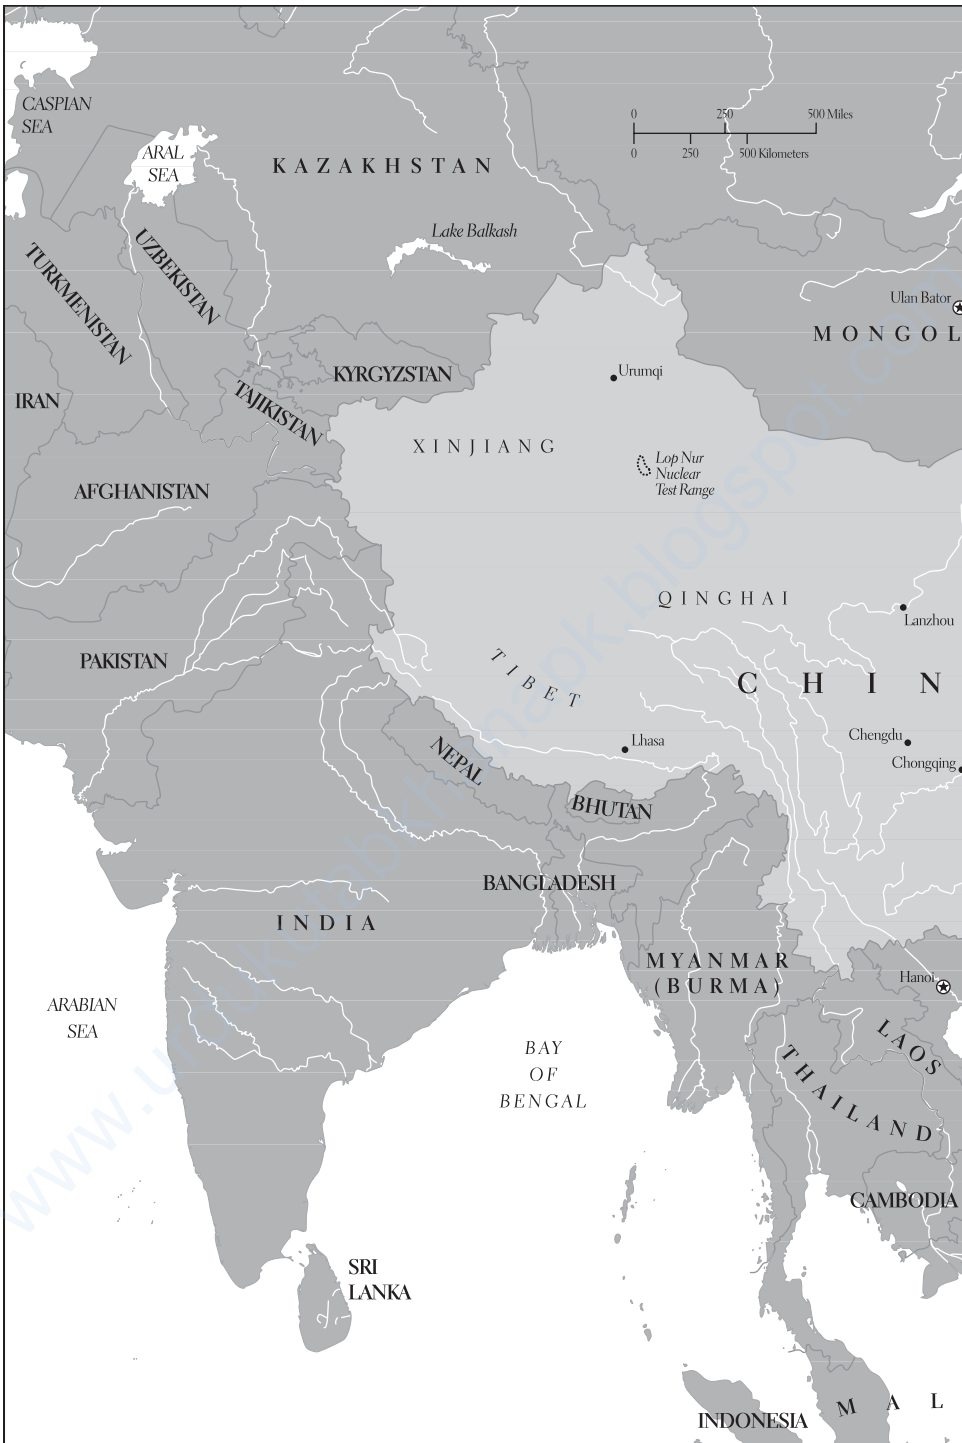 CASPIAN
SEA
0 250 500 Miles
0 250 500 Kilometers
ARAL
SEA
KAZAKHSTAN
Lake Balkash
UZBEKISTAN
TURKMENISTAN
Ulan Bator
MONGOL
KYRGYZSTAN
Urumqi
IRAN
TAJIKISTAN
XINJIANG
Lop Nur
Nuclear
Test Range
AFGHANISTAN
QINGHAI
Lanzhou
PAKISTAN
TIBET
CHIN
Lhasa
Chengdu
Chongqing
NEPAL
BHUTAN
BANGLADESH
INDIA
MYANMAR
(BURMA)
Hanoi
ARABIAN
SEA
BAY
OF
BENGAL
LAOS
THAILAND
CAMBODIA
SRI
LANKA
MAL
INDONESIA